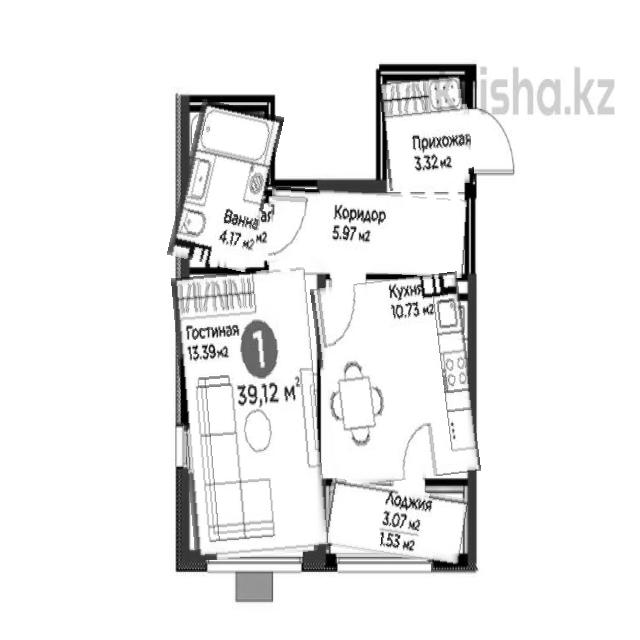 isha.kz
Прихожая
3.32 м2
Ванная
4.17 м2
Коридор
5.97 м2
Кухня
10.73 м2
Гостиная
13.39 м2
1
39,12 м2
Лоджия
3.07 м2
1.53 м2